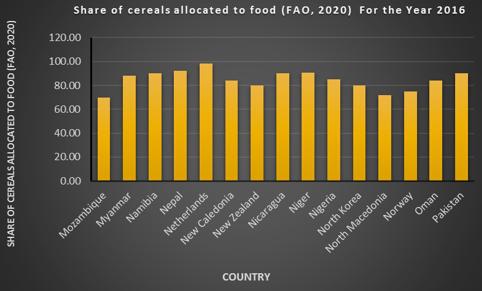 Share of cereals allocated to food (FAO, 2020) For the Year 2016
SHARE OF CEREALS ALLOCATED TO FOOD (FAO, 2020)
120.00
100.00
80.00
60.00
40.00
20.00
0.00
Mozambique
Myanmar
Namibia
Nepal
Netherlands
New Caledonia
New Zealand
Nicaragua
Niger
Nigeria
North Korea
North Macedonia
Norway
Oman
Pakistan
COUNTRY